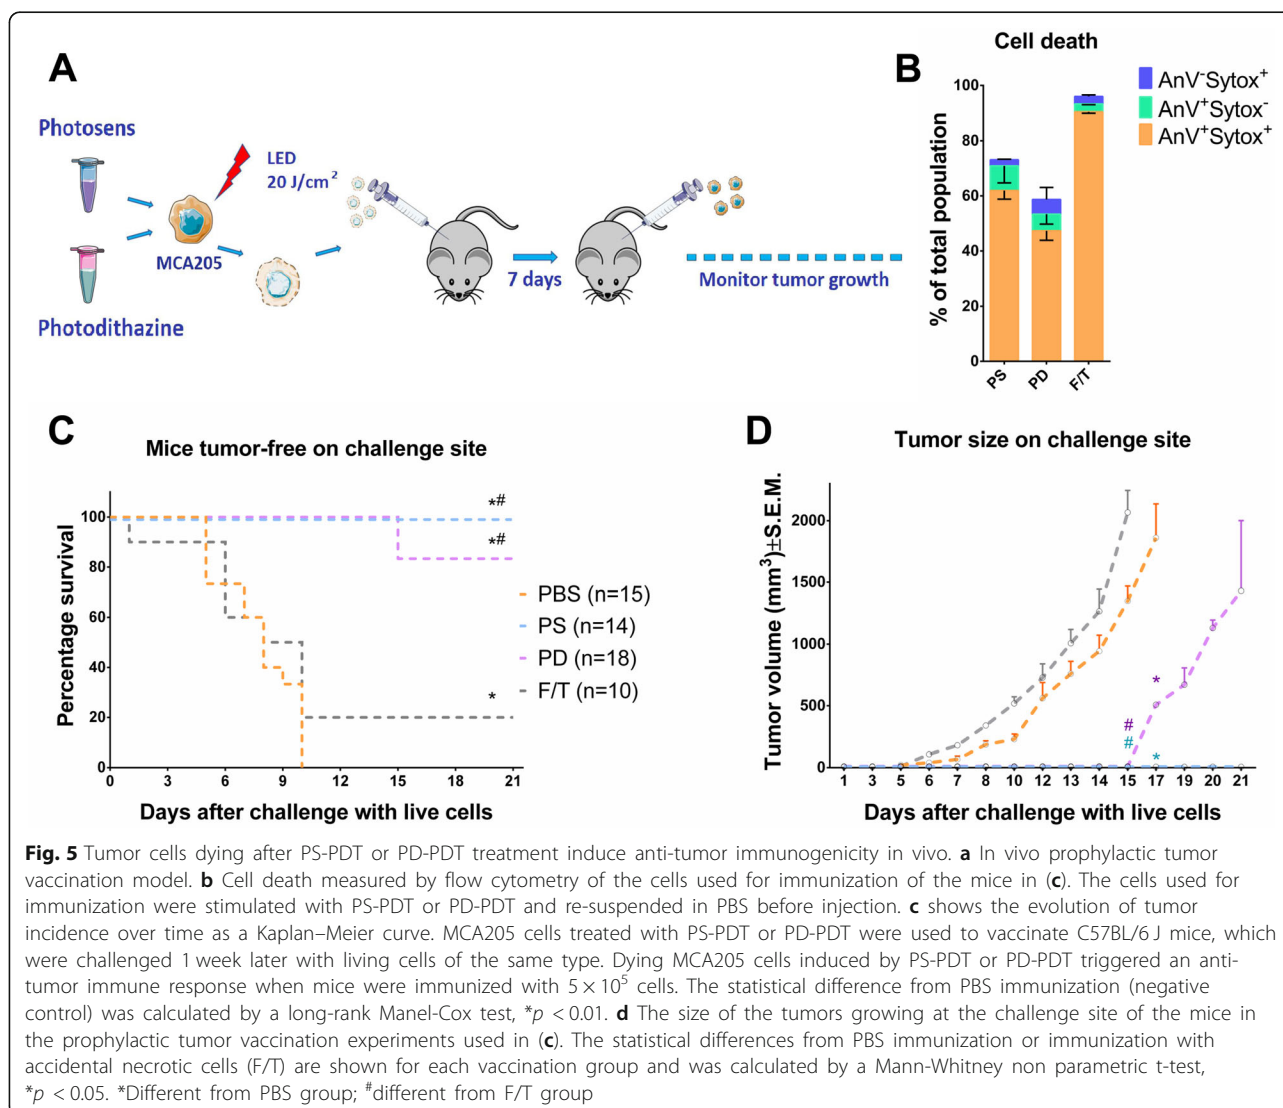 A
Photosens
LED
20 J/cm²
MCA205
Photodithazine
7 days
Monitor tumor growth
B
Cell death
% of total population
100
80
60
40
20
0
PS
PD
F/T
AnV⁻Sytox⁺
AnV⁺Sytox⁻
AnV⁺Sytox⁺
C
Mice tumor-free on challenge site
Percentage survival
100
80
60
40
20
0
*#
*#
*
0 3 6 9 12 15 18 21
Days after challenge with live cells
PBS (n=15)
PS (n=14)
PD (n=18)
F/T (n=10)
D
Tumor size on challenge site
Tumor volume (mm³)±S.E.M.
2000
1500
1000
500
0
*
#
#
*
1 3 5 6 7 8 10 12 13 14 15 17 19 20 21
Days after challenge with live cells
Fig. 5 Tumor cells dying after PS-PDT or PD-PDT treatment induce anti-tumor immunogenicity in vivo. a In vivo prophylactic tumor
vaccination model. b Cell death measured by flow cytometry of the cells used for immunization of the mice in (c). The cells used for
immunization were stimulated with PS-PDT or PD-PDT and re-suspended in PBS before injection. c shows the evolution of tumor
incidence over time as a Kaplan–Meier curve. MCA205 cells treated with PS-PDT or PD-PDT were used to vaccinate C57BL/6 J mice, which
were challenged 1 week later with living cells of the same type. Dying MCA205 cells induced by PS-PDT or PD-PDT triggered an anti-
tumor immune response when mice were immunized with 5 × 10⁵ cells. The statistical difference from PBS immunization (negative
control) was calculated by a long-rank Manel-Cox test, *p < 0.01. d The size of the tumors growing at the challenge site of the mice in
the prophylactic tumor vaccination experiments used in (c). The statistical differences from PBS immunization or immunization with
accidental necrotic cells (F/T) are shown for each vaccination group and was calculated by a Mann-Whitney non parametric t-test,
*p < 0.05. *Different from PBS group; #different from F/T group